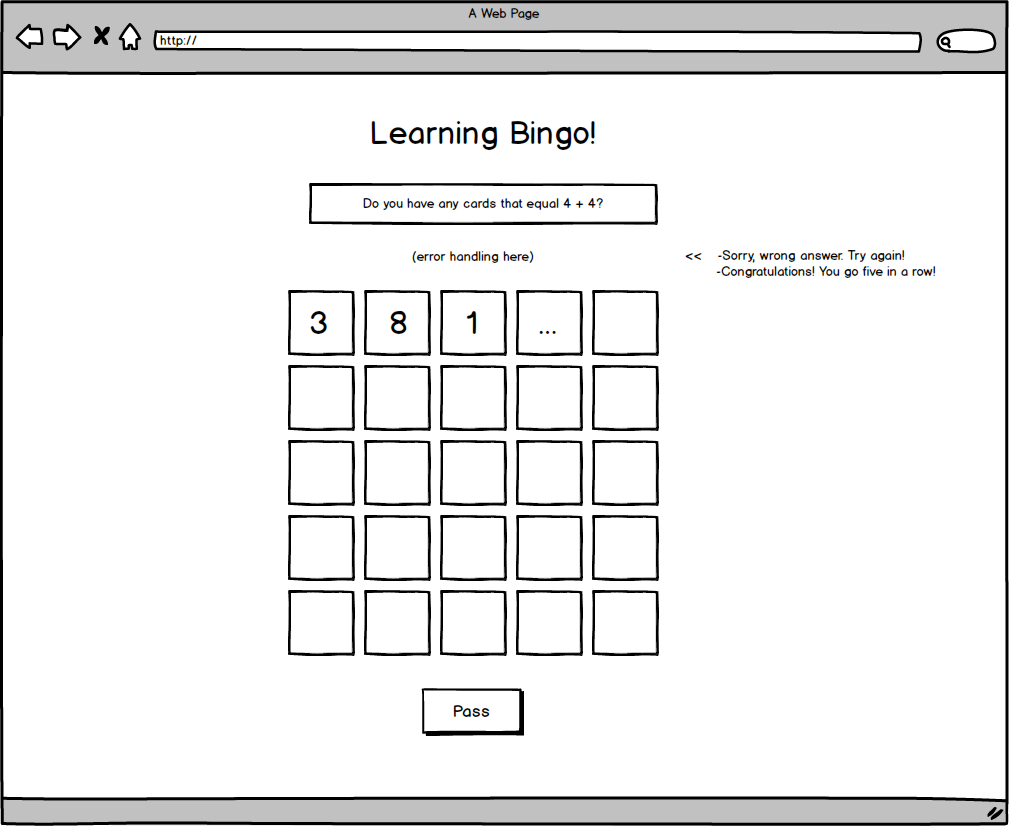 A Web Page
http://
Learning Bingo!
Do you have any cards that equal 4 + 4?
(error handling here)
<< -Sorry, wrong answer. Try again!
-Congratulations! You go five in a row!
3 8 1 ...
Pass